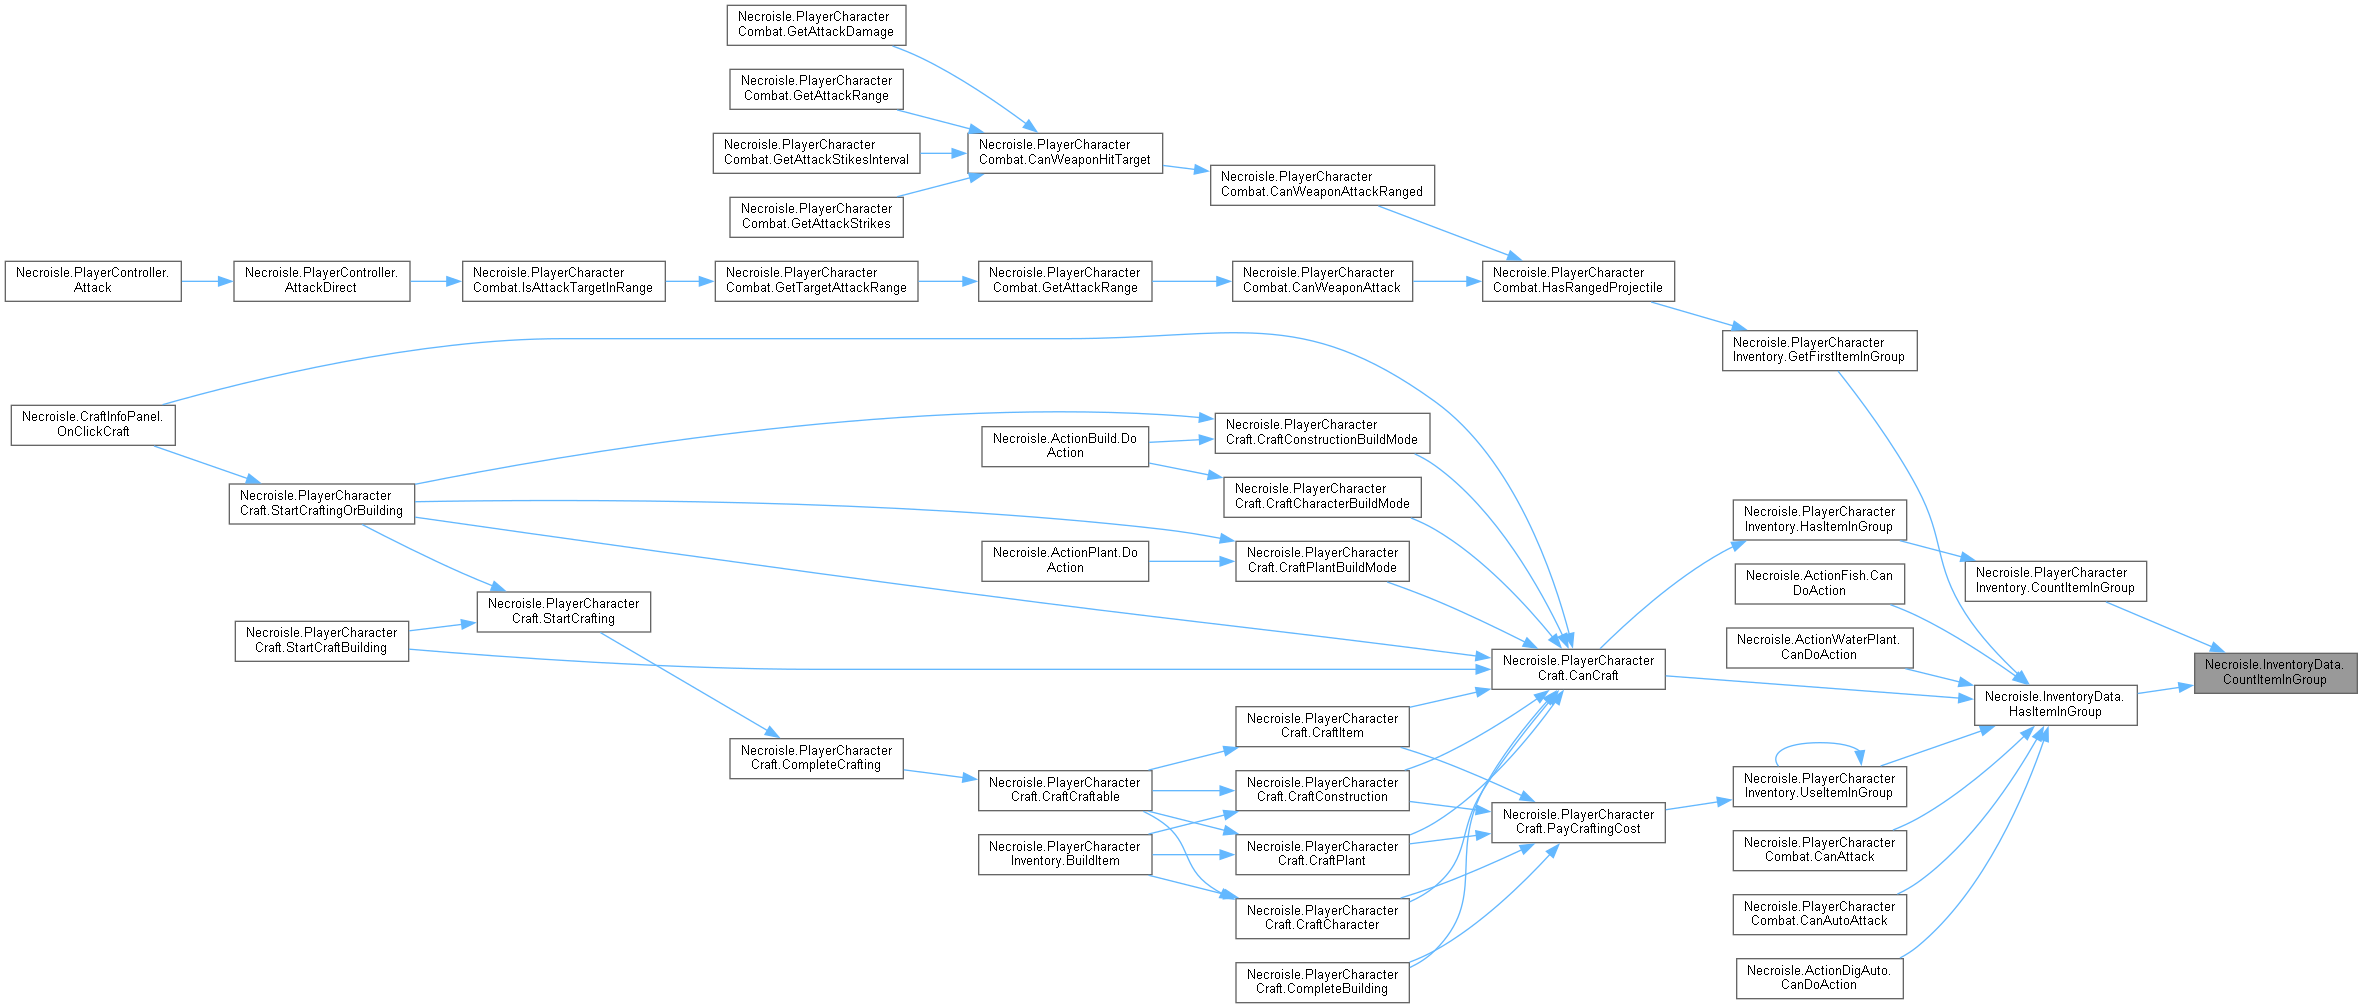 Necroisle.PlayerCharacter
Combat.GetAttackDamage
Necroisle.PlayerCharacter
Combat.GetAttackRange
Necroisle.PlayerCharacter
Combat.GetAttackStikesInterval
Necroisle.PlayerCharacter
Combat.CanWeaponHitTarget
Necroisle.PlayerCharacter
Combat.CanWeaponAttackRanged
Necroisle.PlayerCharacter
Combat.GetAttackStrikes
Necroisle.PlayerController.
Attack
Necroisle.PlayerController.
AttackDirect
Necroisle.PlayerCharacter
Combat.IsAttackTargetInRange
Necroisle.PlayerCharacter
Combat.GetTargetAttackRange
Necroisle.PlayerCharacter
Combat.GetAttackRange
Necroisle.PlayerCharacter
Combat.CanWeaponAttack
Necroisle.PlayerCharacter
Combat.HasRangedProjectile
Necroisle.PlayerCharacter
Inventory.GetFirstItemInGroup
Necroisle.CraftInfoPanel.
OnClickCraft
Necroisle.PlayerCharacter
Craft.CraftConstructionBuildMode
Necroisle.ActionBuild.Do
Action
Necroisle.PlayerCharacter
Craft.StartCraftingOrBuilding
Necroisle.PlayerCharacter
Craft.CraftCharacterBuildMode
Necroisle.PlayerCharacter
Inventory.HasItemInGroup
Necroisle.ActionPlant.Do
Action
Necroisle.PlayerCharacter
Craft.CraftPlantBuildMode
Necroisle.ActionFish.Can
DoAction
Necroisle.PlayerCharacter
Inventory.CountItemInGroup
Necroisle.PlayerCharacter
Craft.StartCrafting
Necroisle.PlayerCharacter
Craft.StartCraftBuilding
Necroisle.ActionWaterPlant.
CanDoAction
Necroisle.PlayerCharacter
Craft.CanCraft
Necroisle.InventoryData.
CountItemInGroup
Necroisle.InventoryData.
HasItemInGroup
Necroisle.PlayerCharacter
Craft.CraftItem
Necroisle.PlayerCharacter
Craft.CompleteCrafting
Necroisle.PlayerCharacter
Craft.CraftCraftable
Necroisle.PlayerCharacter
Craft.CraftConstruction
Necroisle.PlayerCharacter
Inventory.UseItemInGroup
Necroisle.PlayerCharacter
Craft.PayCraftingCost
Necroisle.PlayerCharacter
Inventory.BuildItem
Necroisle.PlayerCharacter
Craft.CraftPlant
Necroisle.PlayerCharacter
Combat.CanAttack
Necroisle.PlayerCharacter
Craft.CraftCharacter
Necroisle.PlayerCharacter
Combat.CanAutoAttack
Necroisle.PlayerCharacter
Craft.CompleteBuilding
Necroisle.ActionDigAuto.
CanDoAction